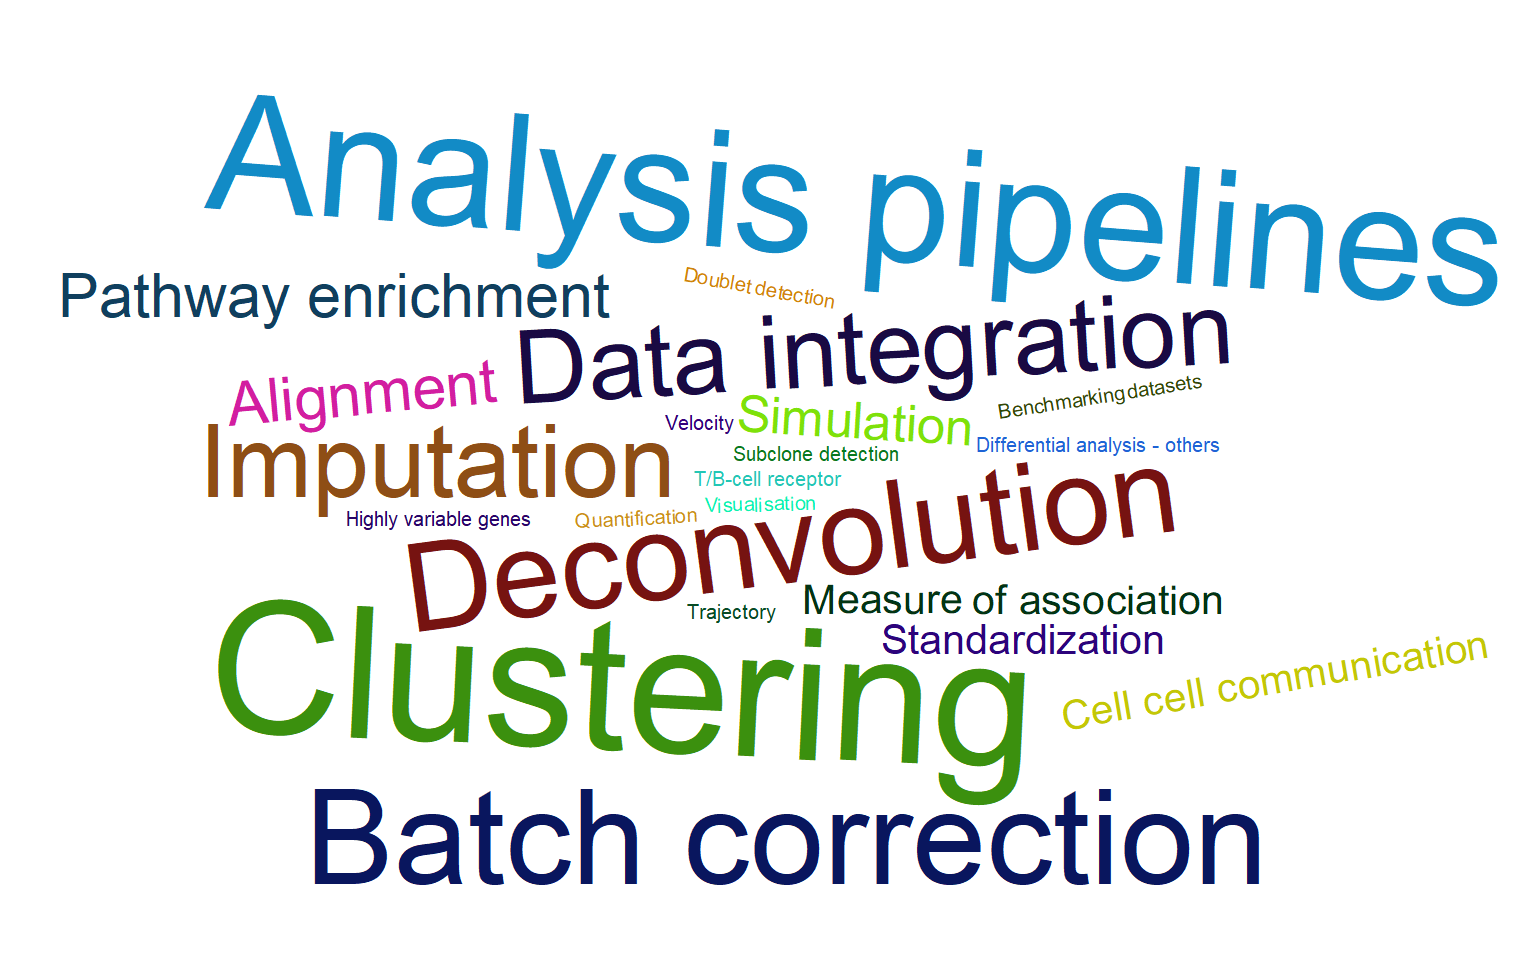 Analysis pipelines
Pathway enrichment
Doublet detection
Data integration
Alignment
Simulation
Benchmarking datasets
Velocity
Imputation
Subclone detection
Differential analysis - others
T/B-cell receptor
Visualisation
Highly variable genes
Quantification
Deconvolution
Trajectory
Measure of association
Standardization
Clustering
Cell cell communication
Batch correction